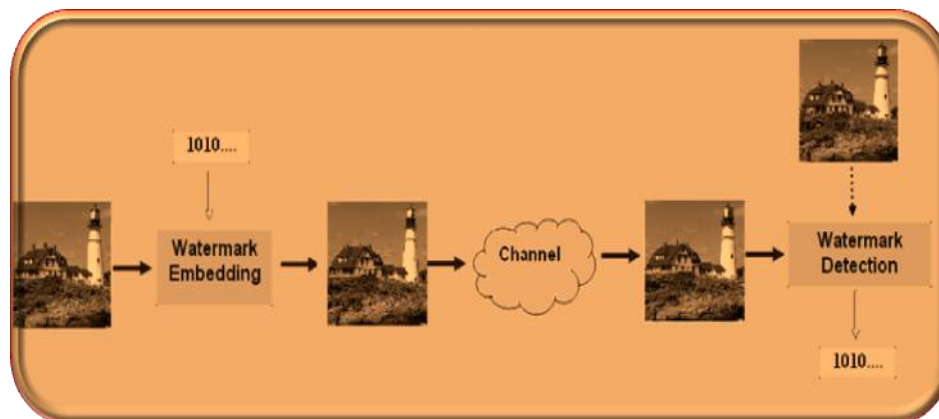 1010....
Watermark
Embedding
Channel
Watermark
Detection
1010....